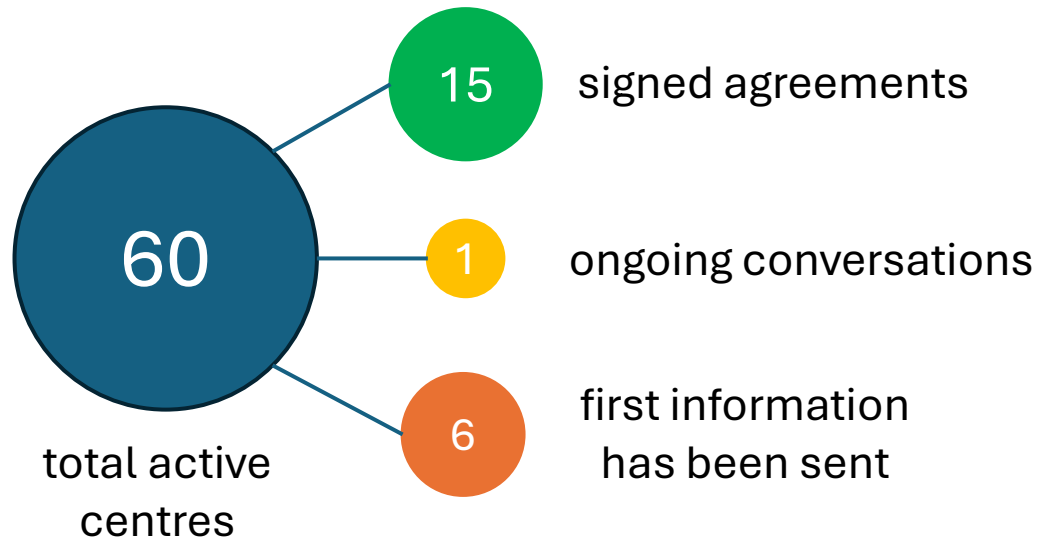 60
total active
centres
15
signed agreements
1
ongoing conversations
6
first information
has been sent